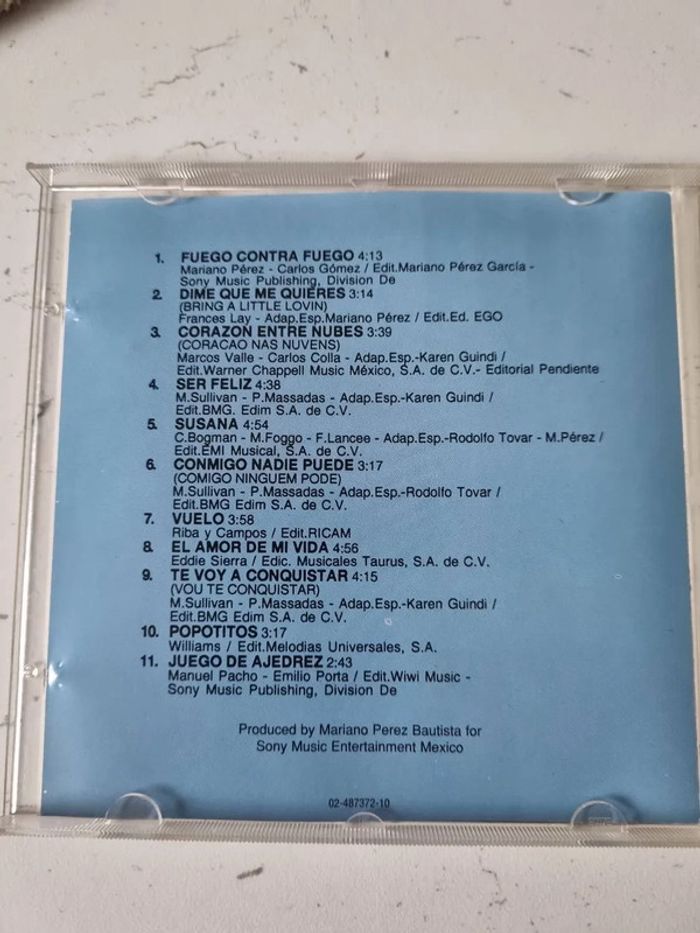 1. FUEGO CONTRA FUEGO 4:13
Mariano Pérez - Carlos Gómez / Edit.Mariano Pérez García -
Sony Music Publishing, Division De
2. DIME QUE ME QUIERES 3:14
(BRING A LITTLE LOVIN)
Frances Lay - Adap.Esp.Mariano Pérez / Edit.Ed. EGO
3. CORAZON ENTRE NUBES 3:39
(CORACAO NAS NUVENS)
Marcos Valle - Carlos Colla - Adap.Esp.-Karen Guindi /
Edit.Warner Chappell Music México, S.A. de C.V.- Editorial Pendiente
4. SER FELIZ 4:38
M.Sullivan - P.Massadas - Adap.Esp.-Karen Guindi /
Edit.BMG. Edim S.A. de C.V.
5. SUSANA 4:54
C.Bogman - M.Foggo - F.Lancee - Adap.Esp.-Rodolfo Tovar - M.Pérez /
Edit.EMI Musical, S.A. de C.V.
6. CONMIGO NADIE PUEDE 3:17
(COMIGO NINGUEM PODE)
M.Sullivan - P.Massadas - Adap.Esp.-Rodolfo Tovar /
Edit.BMG Edim S.A. de C.V.
7. VUELO 3:58
Riba y Campos / Edit.RICAM
8. EL AMOR DE MI VIDA 4:56
Eddie Sierra / Edic. Musicales Taurus, S.A. de C.V.
9. TE VOY A CONQUISTAR 4:15
(VOU TE CONQUISTAR)
M.Sullivan - P.Massadas - Adap.Esp.-Karen Guindi /
Edit.BMG Edim S.A. de C.V.
10. POPOTITOS 3:17
Williams / Edit.Melodias Universales, S.A.
11. JUEGO DE AJEDREZ 2:43
Manuel Pacho - Emilio Porta / Edit.Wiwi Music -
Sony Music Publishing, Division De
Produced by Mariano Perez Bautista for
Sony Music Entertainment Mexico
02-487372-10